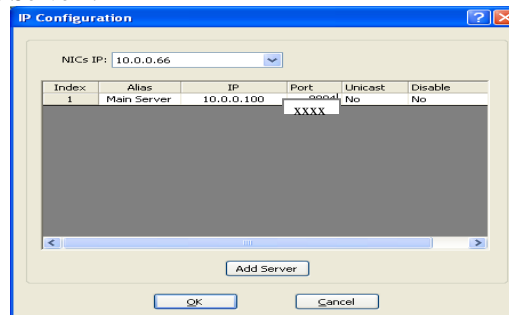 IP Configuration
NICs IP: 10.0.0.66
Index Alias IP Port Unicast Disable
1 Main Server 10.0.0.100 No No
xxxx
Add Server
OK Cancel